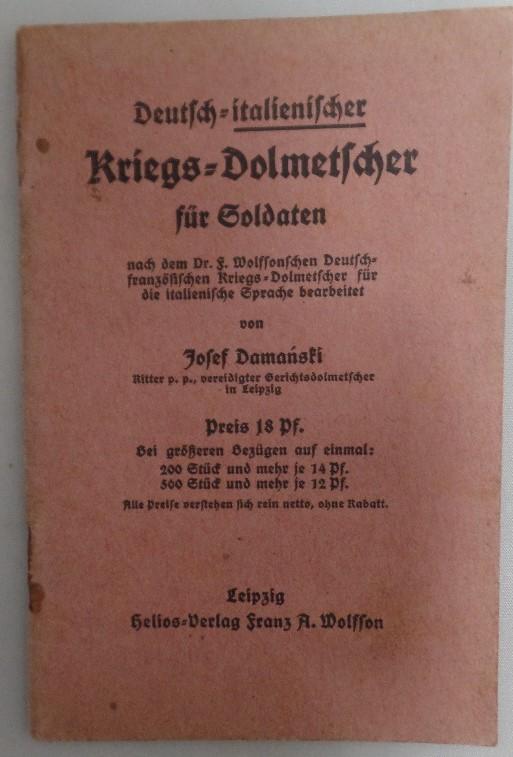 Deutsch-italienischer
Kriegs-Dolmetscher
für Soldaten
nach dem Dr. F. Wolffsonschen Deutsch-
französischen Kriegs-Dolmetscher für
die italienische Sprache bearbeitet
von
Josef Damański
Ritter p. p., vereidigter Gerichtsdolmetscher
in Leipzig
Preis 18 Pf.
Bei größeren Bezügen auf einmal:
200 Stück und mehr je 14 Pf.
500 Stück und mehr je 12 Pf.
Alle Preise verstehen sich rein netto, ohne Rabatt.
Leipzig
Helios-Verlag Franz A. Wolfson